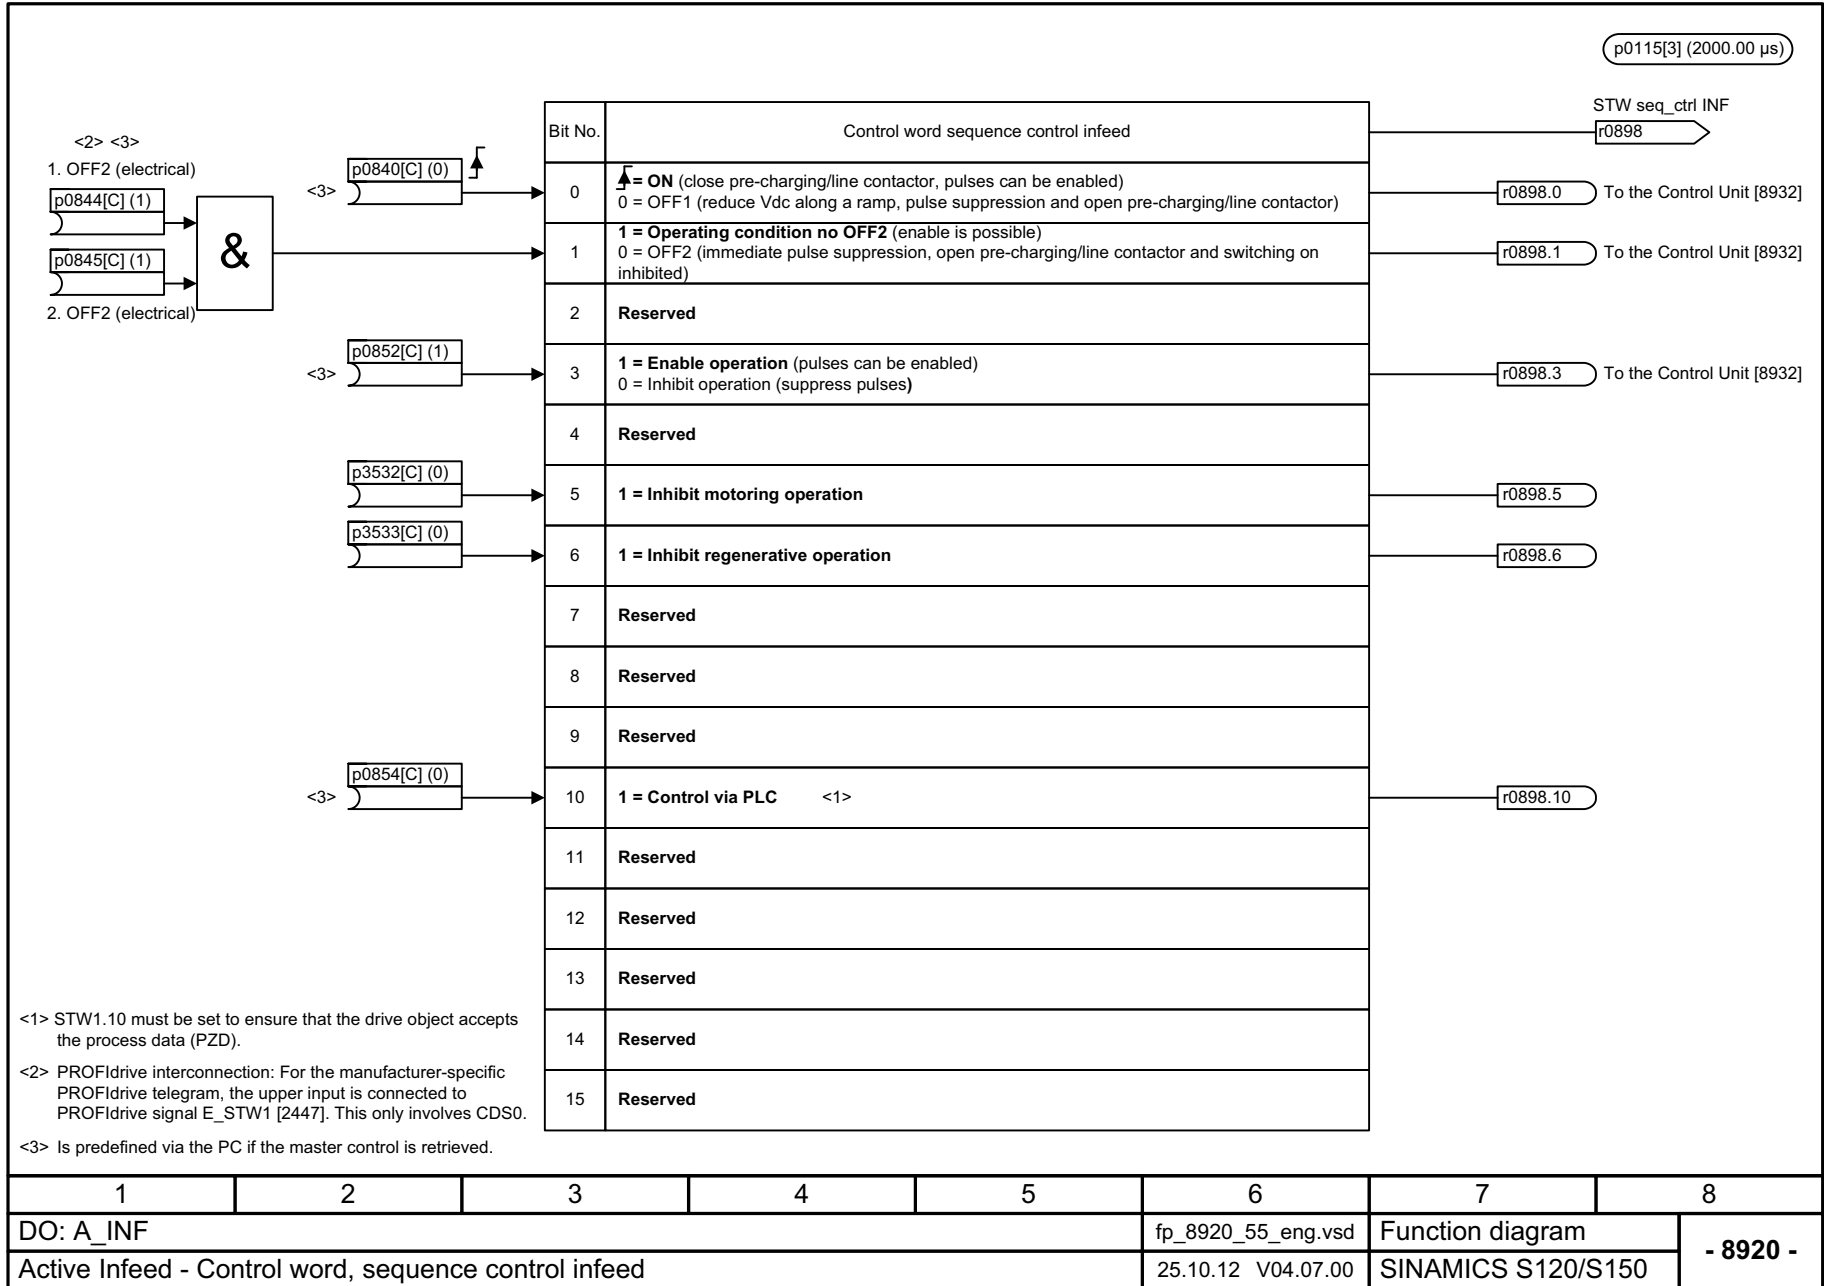 p0115[3] (2000.00 µs)
STW seq_ctrl INF
r0898
Bit No.
Control word sequence control infeed
<2> <3>
1. OFF2 (electrical)
p0844[C] (1)
p0845[C] (1)
&
2. OFF2 (electrical)
<3>
p0840[C] (0)
0
= ON (close pre-charging/line contactor, pulses can be enabled)
0 = OFF1 (reduce Vdc along a ramp, pulse suppression and open pre-charging/line contactor)
r0898.0
To the Control Unit [8932]
1
1 = Operating condition no OFF2 (enable is possible)
0 = OFF2 (immediate pulse suppression, open pre-charging/line contactor and switching on
inhibited)
r0898.1
To the Control Unit [8932]
2
Reserved
<3>
p0852[C] (1)
3
1 = Enable operation (pulses can be enabled)
0 = Inhibit operation (suppress pulses)
r0898.3
To the Control Unit [8932]
4
Reserved
p3532[C] (0)
5
1 = Inhibit motoring operation
r0898.5
p3533[C] (0)
6
1 = Inhibit regenerative operation
r0898.6
7
Reserved
8
Reserved
9
Reserved
<3>
p0854[C] (0)
10
1 = Control via PLC <1>
r0898.10
11
Reserved
12
Reserved
13
Reserved
14
Reserved
15
Reserved
<1> STW1.10 must be set to ensure that the drive object accepts
the process data (PZD).
<2> PROFIdrive interconnection: For the manufacturer-specific
PROFIdrive telegram, the upper input is connected to
PROFIdrive signal E_STW1 [2447]. This only involves CDS0.
<3> Is predefined via the PC if the master control is retrieved.
1 2 3 4 5 6 7 8
DO: A_INF
fp_8920_55_eng.vsd
Function diagram
- 8920 -
Active Infeed - Control word, sequence control infeed
25.10.12 V04.07.00
SINAMICS S120/S150